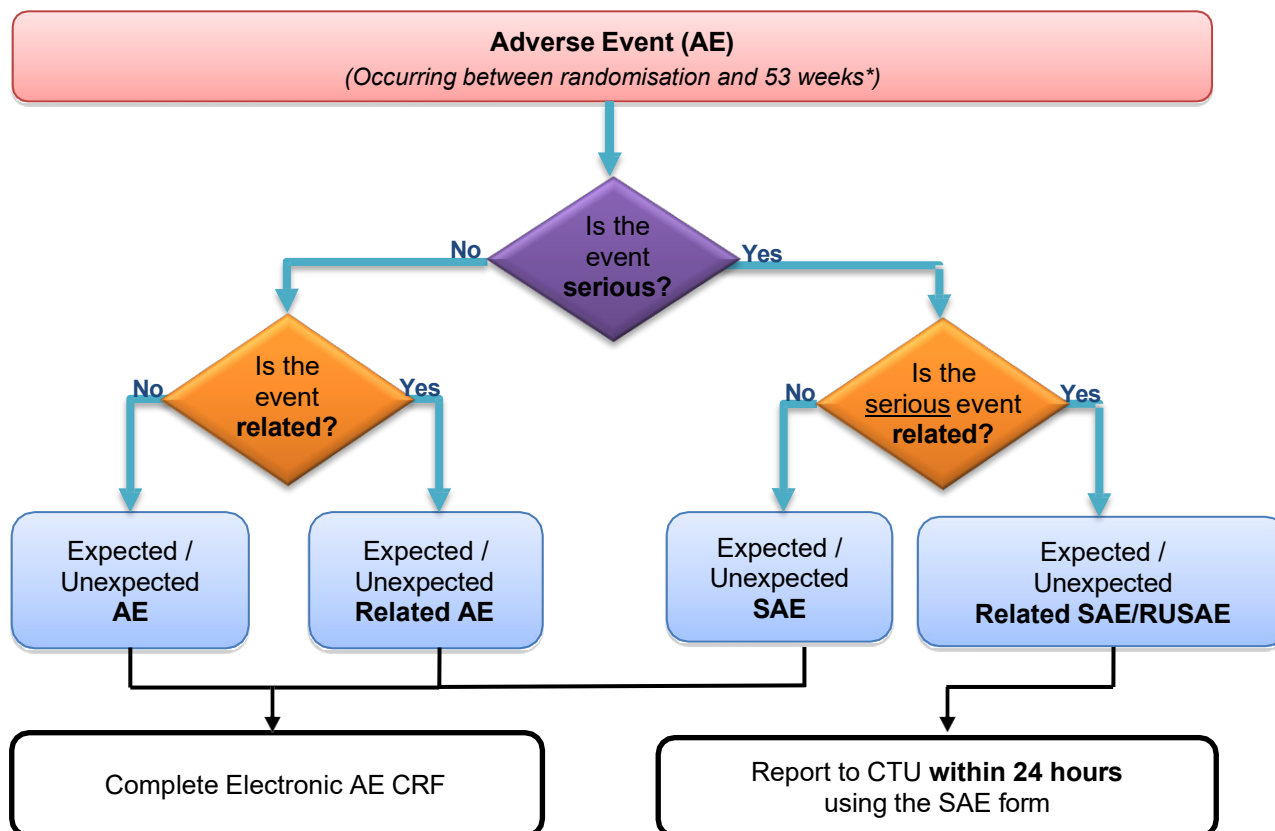 Adverse Event (AE)
(Occurring between randomisation and 53 weeks*)
Is the
event
serious?
No
Yes
Is the
event
related?
No
Yes
Is the
serious event
related?
No
Yes
Expected /
Unexpected
AE
Expected /
Unexpected
Related AE
Expected /
Unexpected
SAE
Expected /
Unexpected
Related SAE/RUSAE
Complete Electronic AE CRF
Report to CTU within 24 hours
using the SAE form